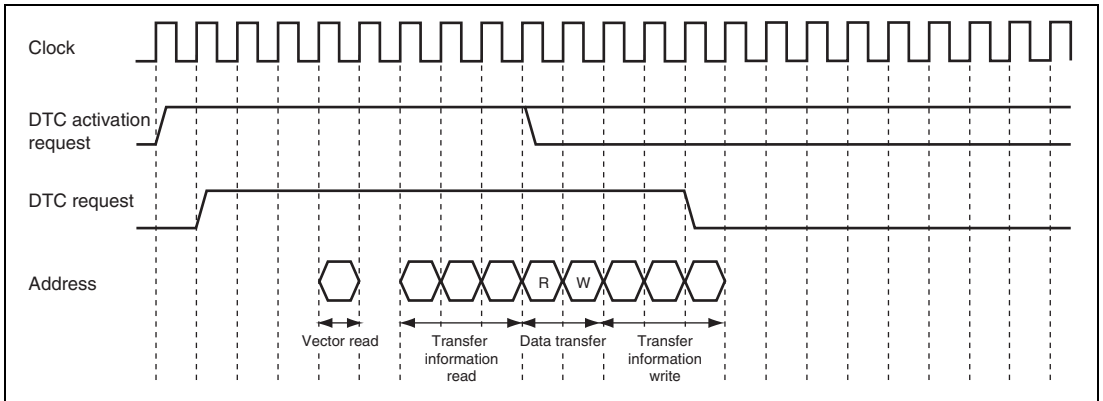 Clock
DTC activation
request
DTC request
Address
R
W
Vector read
Transfer
information
read
Data transfer
Transfer
information
write